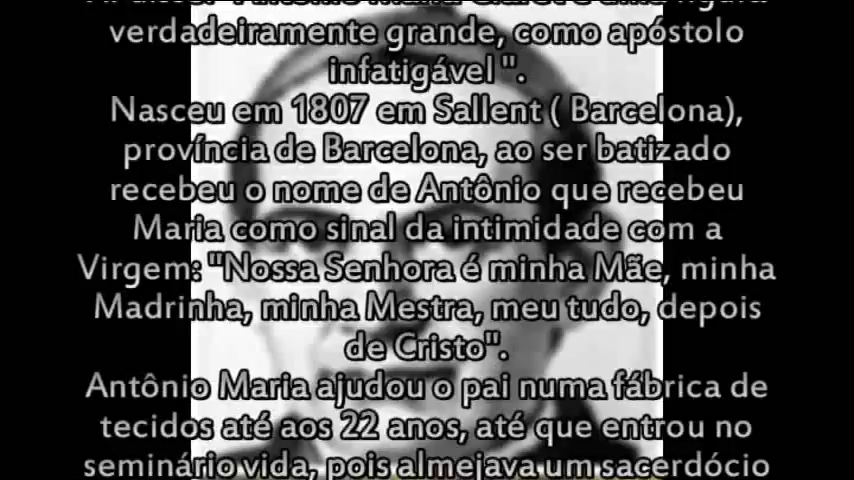 verdadeiramente grande, como apóstolo
infatigável ".
Nasceu em 1807 em Sallent ( Barcelona),
província de Barcelona, ao ser batizado
recebeu o nome de Antônio que recebeu
Maria como sinal da intimidade com a
Virgem: "Nossa Senhora é minha Mãe, minha
Madrinha, minha Mestra, meu tudo, depois
de Cristo".
Antônio Maria ajudou o pai numa fábrica de
tecidos até aos 22 anos, até que entrou no
seminário vida, pois almejava um sacerdócio